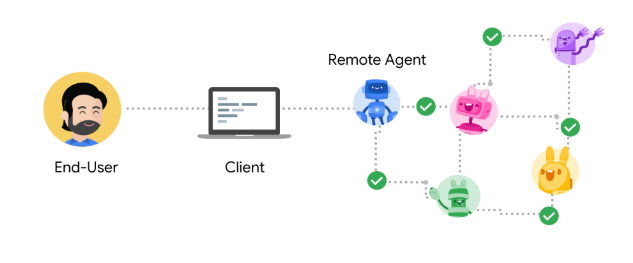 Remote Agent
End-User
Client